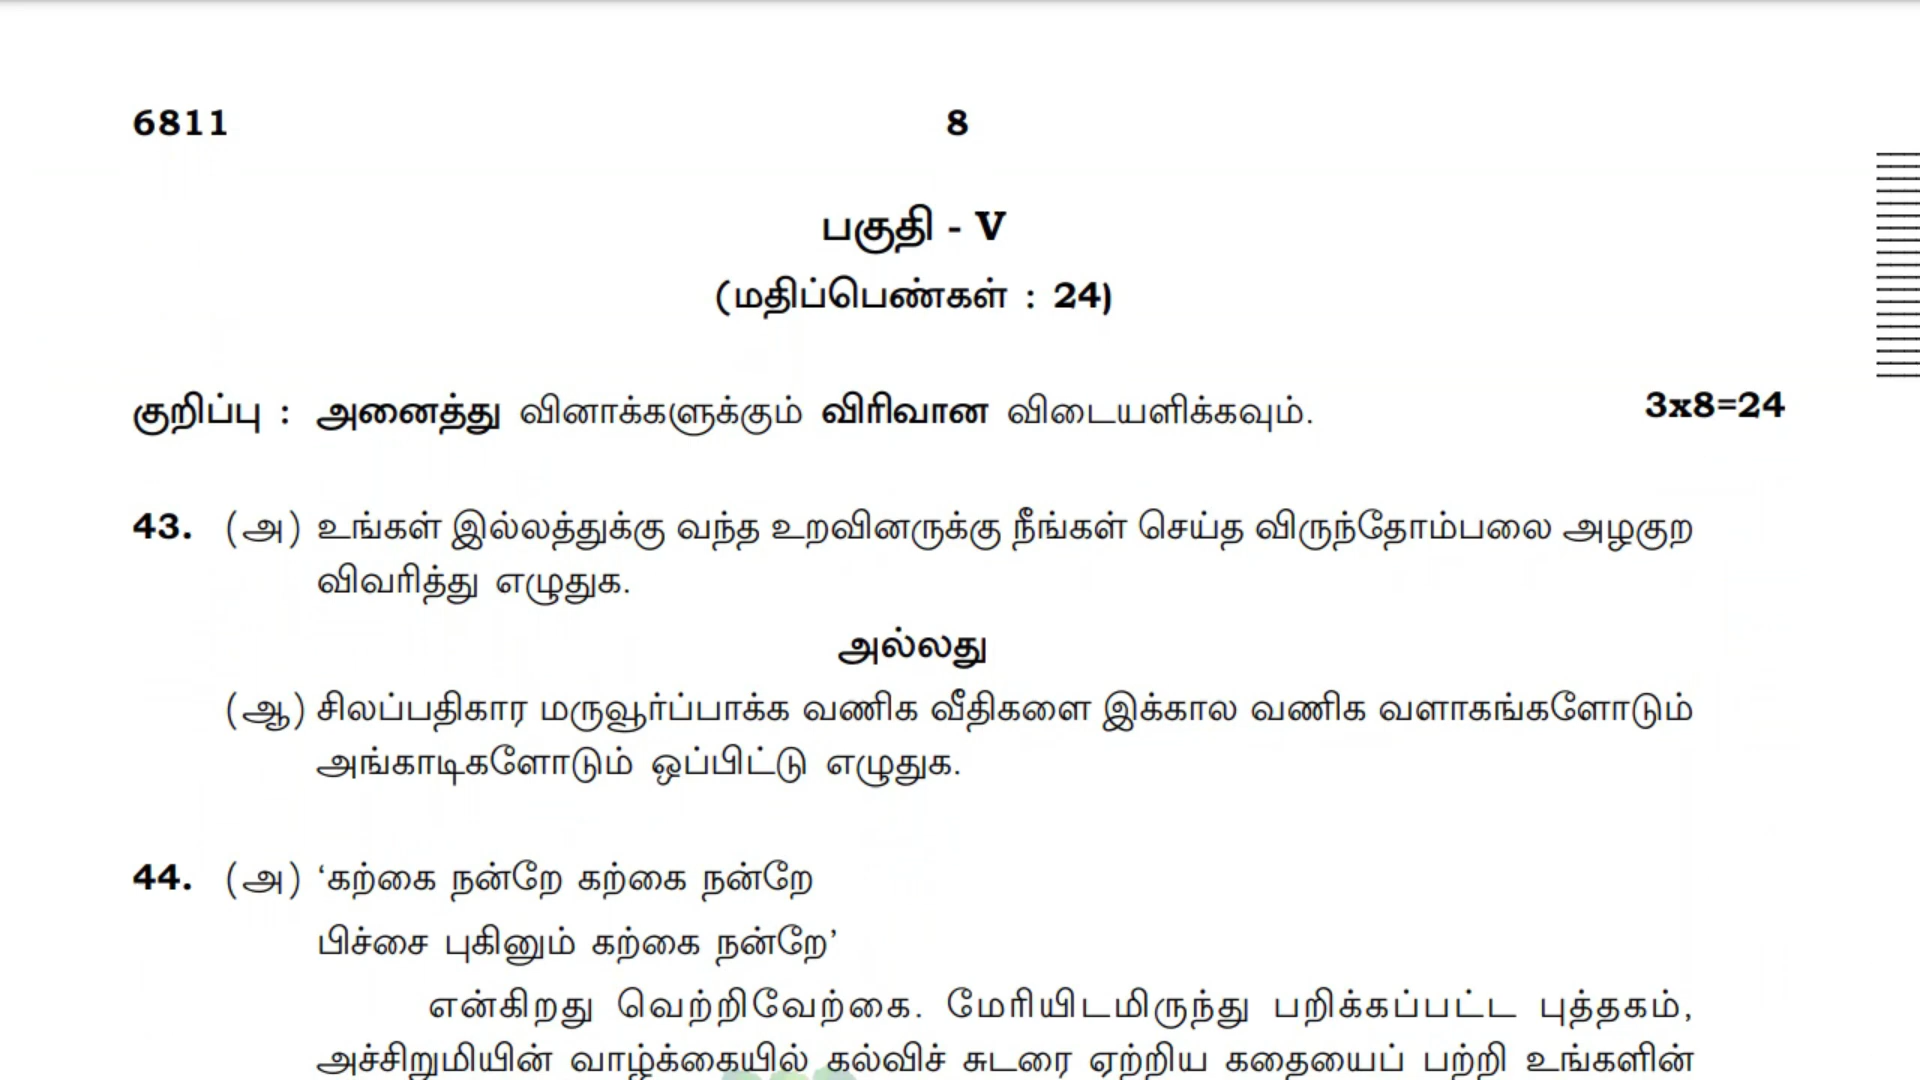 6811 8
பகுதி - V
(மதிப்பெண்கள் : 24)
குறிப்பு : அனைத்து வினாக்களுக்கும் விரிவான விடையளிக்கவும். 3x8=24
43. (அ) உங்கள் இல்லத்துக்கு வந்த உறவினருக்கு நீங்கள் செய்த விருந்தோம்பலை அழகுற
விவரித்து எழுதுக.
அல்லது
(ஆ) சிலப்பதிகார மருவூர்ப்பாக்க வணிக வீதிகளை இக்கால வணிக வளாகங்களோடும்
அங்காடிகளோடும் ஒப்பிட்டு எழுதுக.
44. (அ) ‘கற்கை நன்றே கற்கை நன்றே
பிச்சை புகினும் கற்கை நன்றே’
என்கிறது வெற்றிவேற்கை. மேரியிடமிருந்து பறிக்கப்பட்ட புத்தகம்,
அச்சிறுமியின் வாழ்க்கையில் கல்விச் சுடரை ஏற்றிய கதையைப் பற்றி உங்களின்